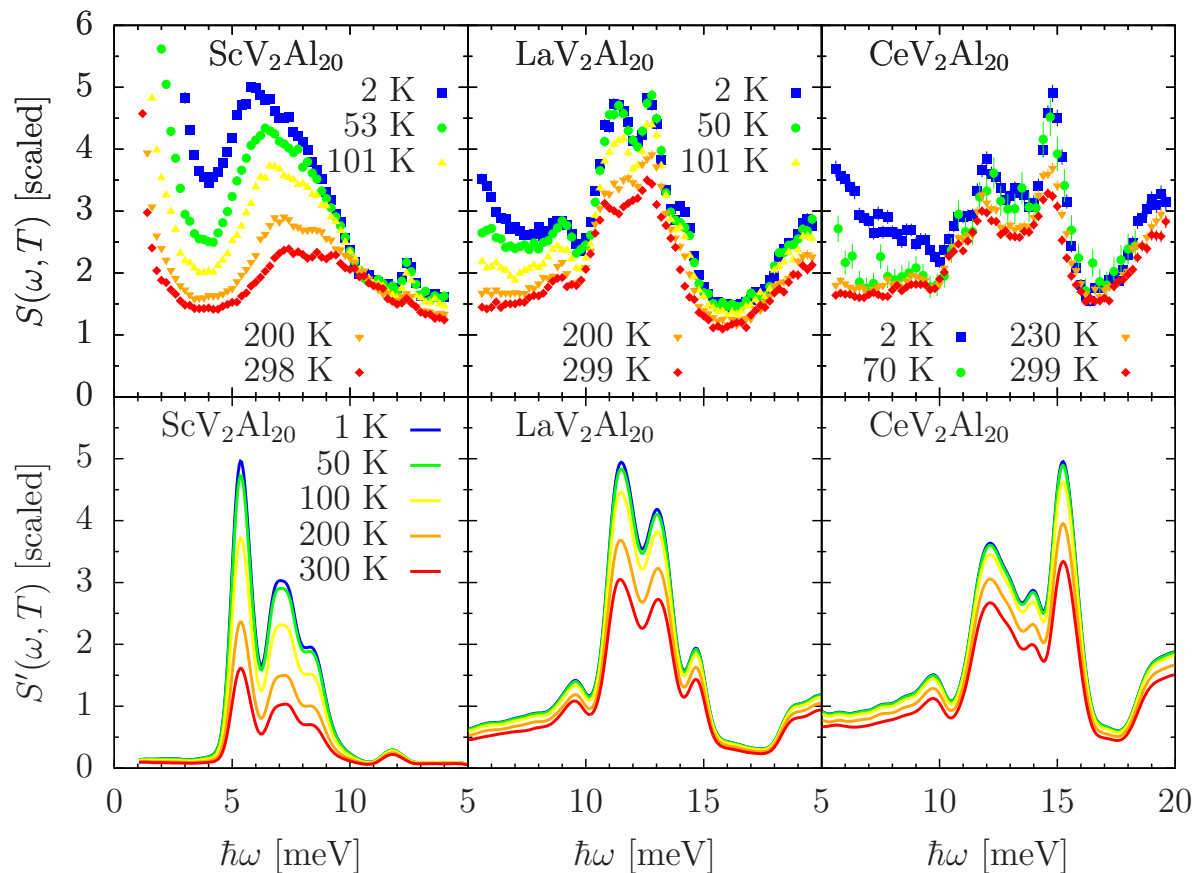 6
5
4
3
2
1
0
S(ω, T) [scaled]
ScV₂Al₂₀
2 K
53 K
101 K
200 K
298 K
LaV₂Al₂₀
2 K
50 K
101 K
200 K
299 K
CeV₂Al₂₀
2 K
70 K
230 K
299 K
5
4
3
2
1
0
S′(ω, T) [scaled]
ScV₂Al₂₀
1 K
50 K
100 K
200 K
300 K
LaV₂Al₂₀
CeV₂Al₂₀
0 5 10 5 10 15 5 10 15 20
ħω [meV] ħω [meV] ħω [meV]